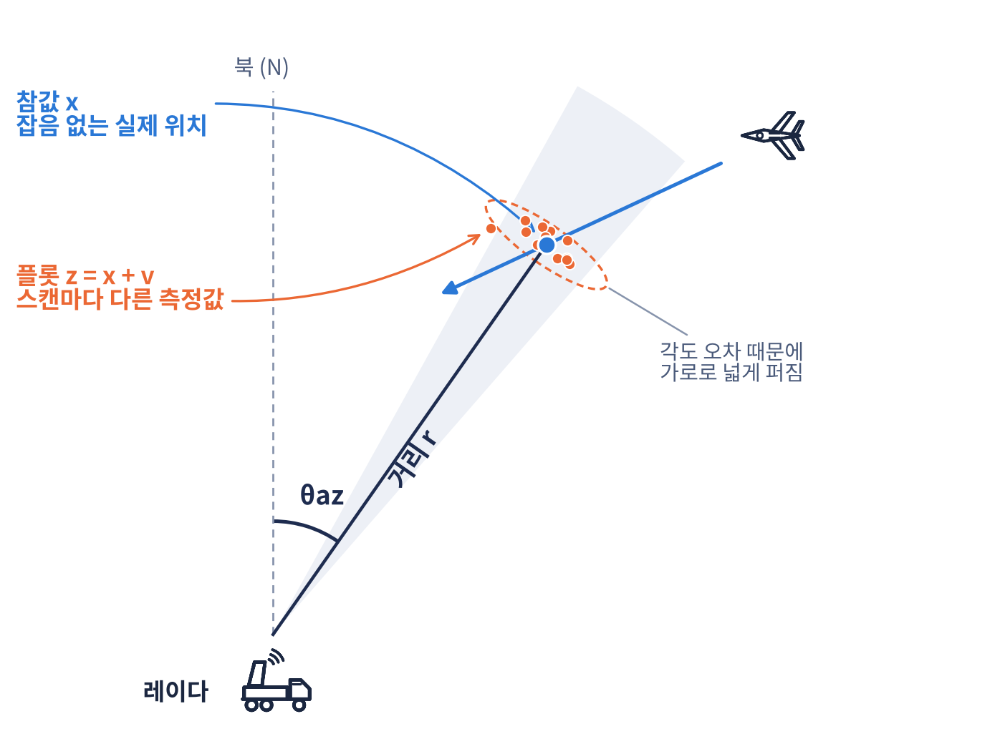 북 (N)
참값 x
잡음 없는 실제 위치
플롯 z = x + v
스캔마다 다른 측정값
각도 오차 때문에
가로로 넓게 퍼짐
거리 r
θaz
레이다